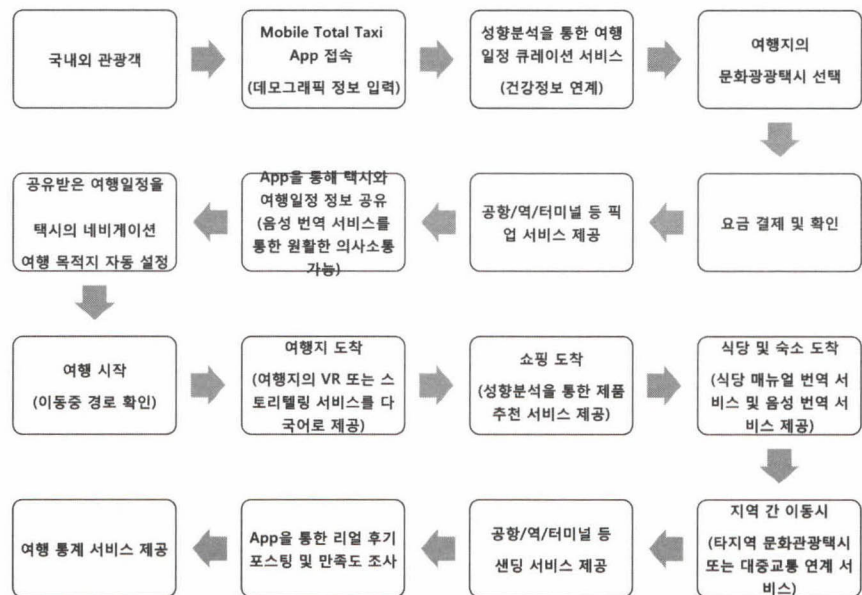 국내외 관광객
Mobile Total Taxi
App 접속
(데모그래픽 정보 입력)
성향분석을 통한 여행
일정 큐레이션 서비스
(건강정보 연계)
여행지의
문화광광택시 선택
요금 결제 및 확인
공항/역/터미널 등 픽
업 서비스 제공
App을 통해 택시와
여행일정 정보 공유
(음성 번역 서비스를
통한 원활한 의사소통
가능)
공유받은 여행일정을
택시의 네비게이션
여행 목적지 자동 설정
여행 시작
(이동중 경로 확인)
여행지 도착
(여행지의 VR 또는 스
토리텔링 서비스를 다
국어로 제공)
쇼핑 도착
(성향분석을 통한 제품
추천 서비스 제공)
식당 및 숙소 도착
(식당 매뉴얼 번역 서
비스 및 음성 번역 서
비스 제공)
지역 간 이동시
(타지역 문화관광택시
또는 대중교통 연계 서
비스)
공항/역/터미널 등
샌딩 서비스 제공
App을 통한 리얼 후기
포스팅 및 만족도 조사
여행 통계 서비스 제공